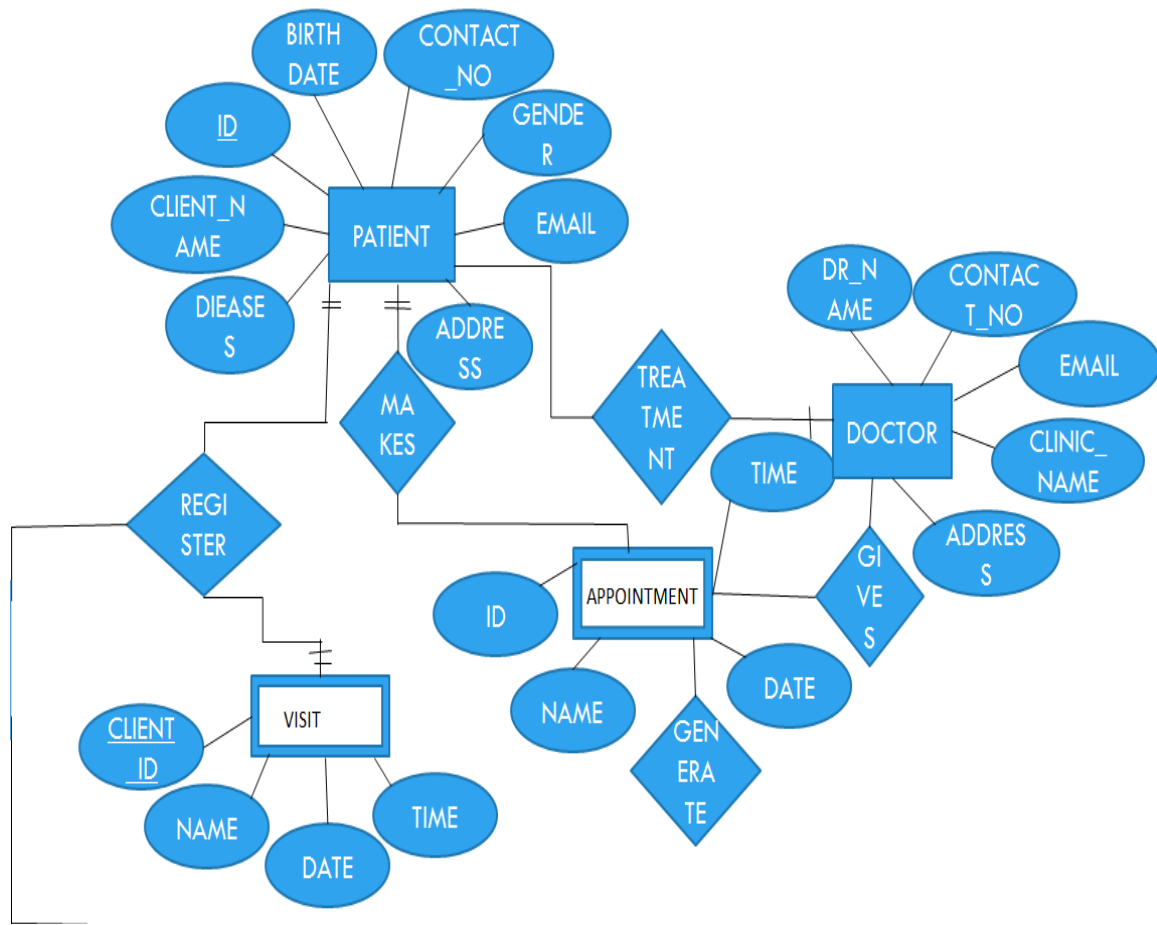 BIRTH
DATE
CONTACT
_NO
ID
GENDE
R
CLIENT_N
AME
PATIENT
EMAIL
DIEASE
S
ADDRE
SS
DR_N
AME
CONTAC
T_NO
EMAIL
TREA
TME
NT
MA
KES
DOCTOR
CLINIC_
NAME
TIME
REGI
STER
ADDRES
S
GI
VE
S
APPOINTMENT
ID
DATE
NAME
GEN
ERA
TE
VISIT
CLIENT
_ID
NAME
TIME
DATE